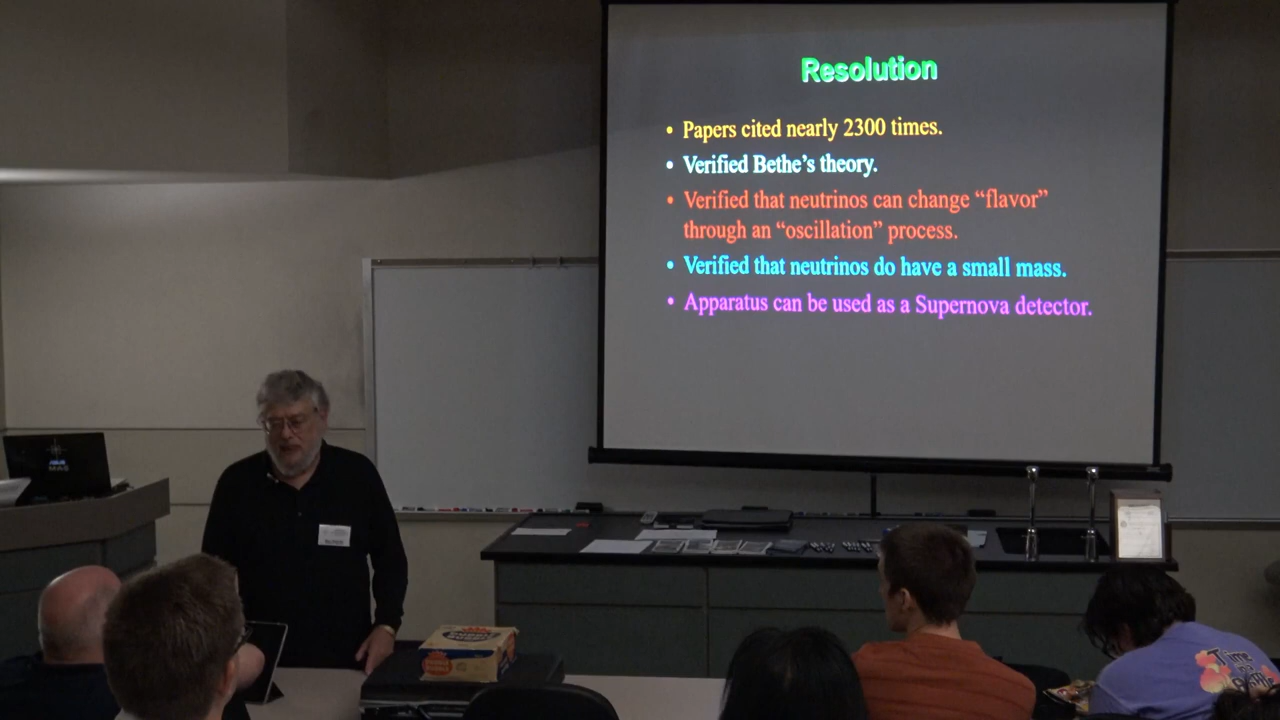 Resolution
• Papers cited nearly 2300 times.
• Verified Bethe's theory.
• Verified that neutrinos can change “flavor”
through an “oscillation” process.
• Verified that neutrinos do have a small mass.
• Apparatus can be used as a Supernova detector.